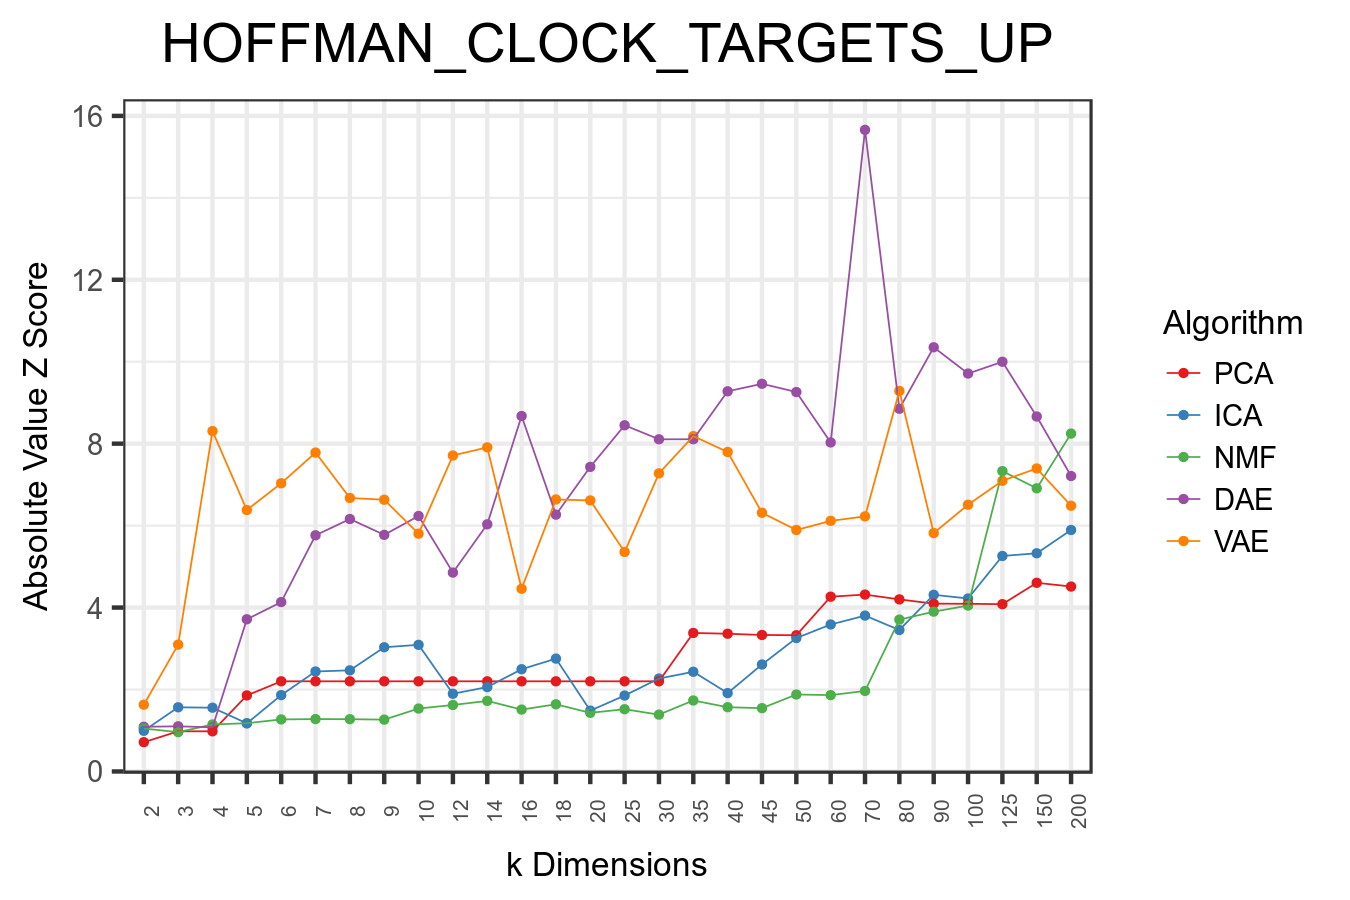 HOFFMAN_CLOCK_TARGETS_UP
Absolute Value Z Score
16
12
8
4
0
2 3 4 5 6 7 8 9 10 12 14 16 18 20 25 30 35 40 45 50 60 70 80 90 100 125 150 200
k Dimensions
Algorithm
PCA
ICA
NMF
DAE
VAE